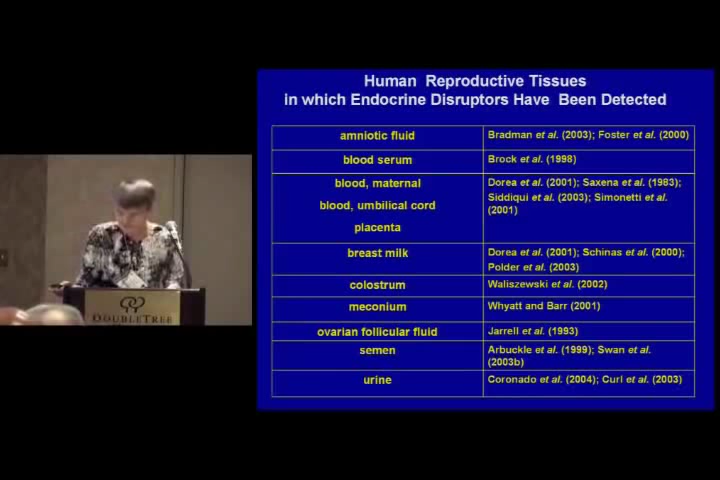 Human Reproductive Tissues
in which Endocrine Disruptors Have Been Detected
amniotic fluid
Bradman et al. (2003); Foster et al. (2000)
blood serum
Brock et al. (1998)
blood, maternal
blood, umbilical cord
placenta
Dorea et al. (2001); Saxena et al. (1983);
Siddiqui et al. (2003); Simonetti et al.
(2001)
breast milk
Dorea et al. (2001); Schinas et al. (2000);
Polder et al. (2003)
colostrum
Waliszewski et al. (2002)
meconium
Whyatt and Barr (2001)
ovarian follicular fluid
Jarrell et al. (1993)
semen
Arbuckle et al. (1999); Swan et al.
(2003b)
urine
Coronado et al. (2004); Curl et al. (2003)
DOUBLETREE